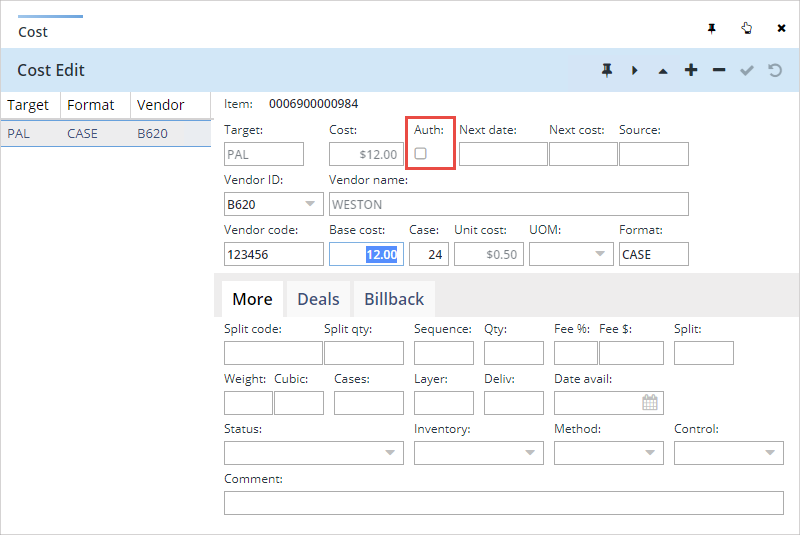 Cost
Cost Edit
Target Format Vendor
PAL CASE B620
Item: 0006900000984
Target: Cost: Auth: Next date: Next cost: Source:
PAL $12.00
Vendor ID: Vendor name:
B620 WESTON
Vendor code: Base cost: Case: Unit cost: UOM: Format:
123456 12.00 24 $0.50 CASE
More Deals Billback
Split code: Split qty: Sequence: Qty: Fee %: Fee $: Split:
Weight: Cubic: Cases: Layer: Deliv: Date avail:
Status: Inventory: Method: Control:
Comment: